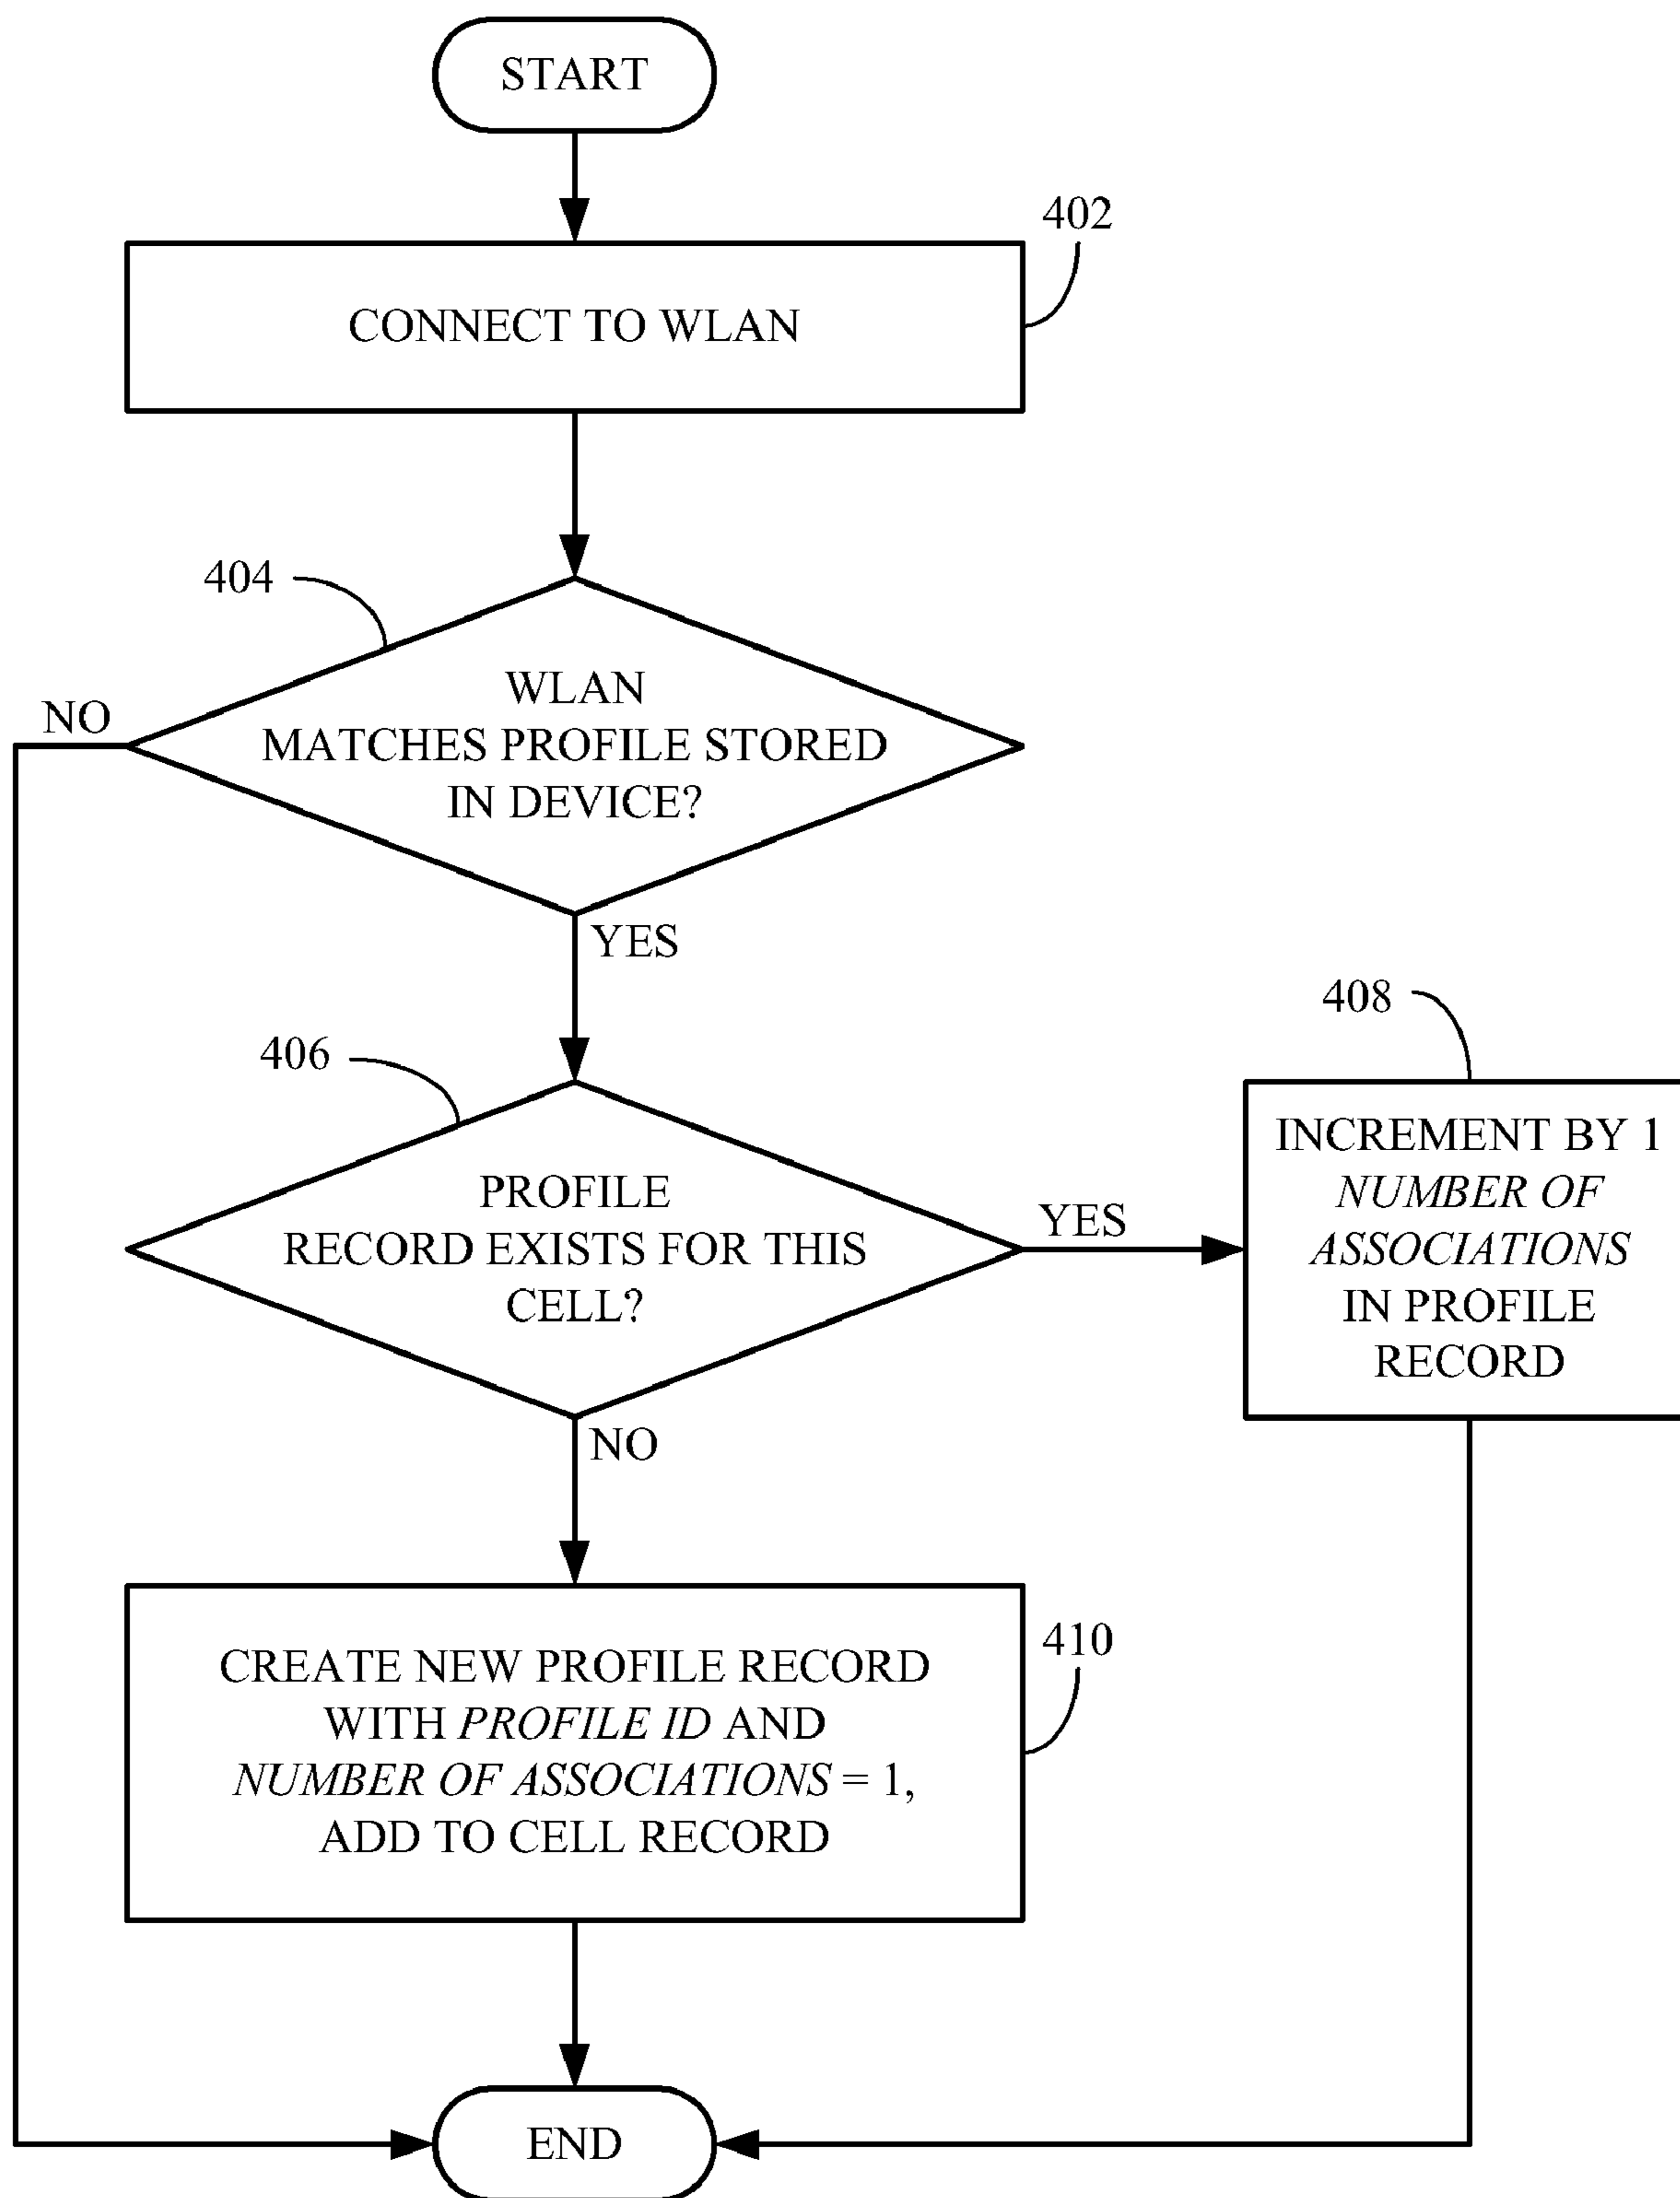 START
402
CONNECT TO WLAN
404
WLAN
MATCHES PROFILE STORED
IN DEVICE?
NO
YES
406
PROFILE
RECORD EXISTS FOR THIS
CELL?
YES
408
INCREMENT BY 1
NUMBER OF
ASSOCIATIONS
IN PROFILE
RECORD
NO
410
CREATE NEW PROFILE RECORD
WITH PROFILE ID AND
NUMBER OF ASSOCIATIONS = 1,
ADD TO CELL RECORD
END